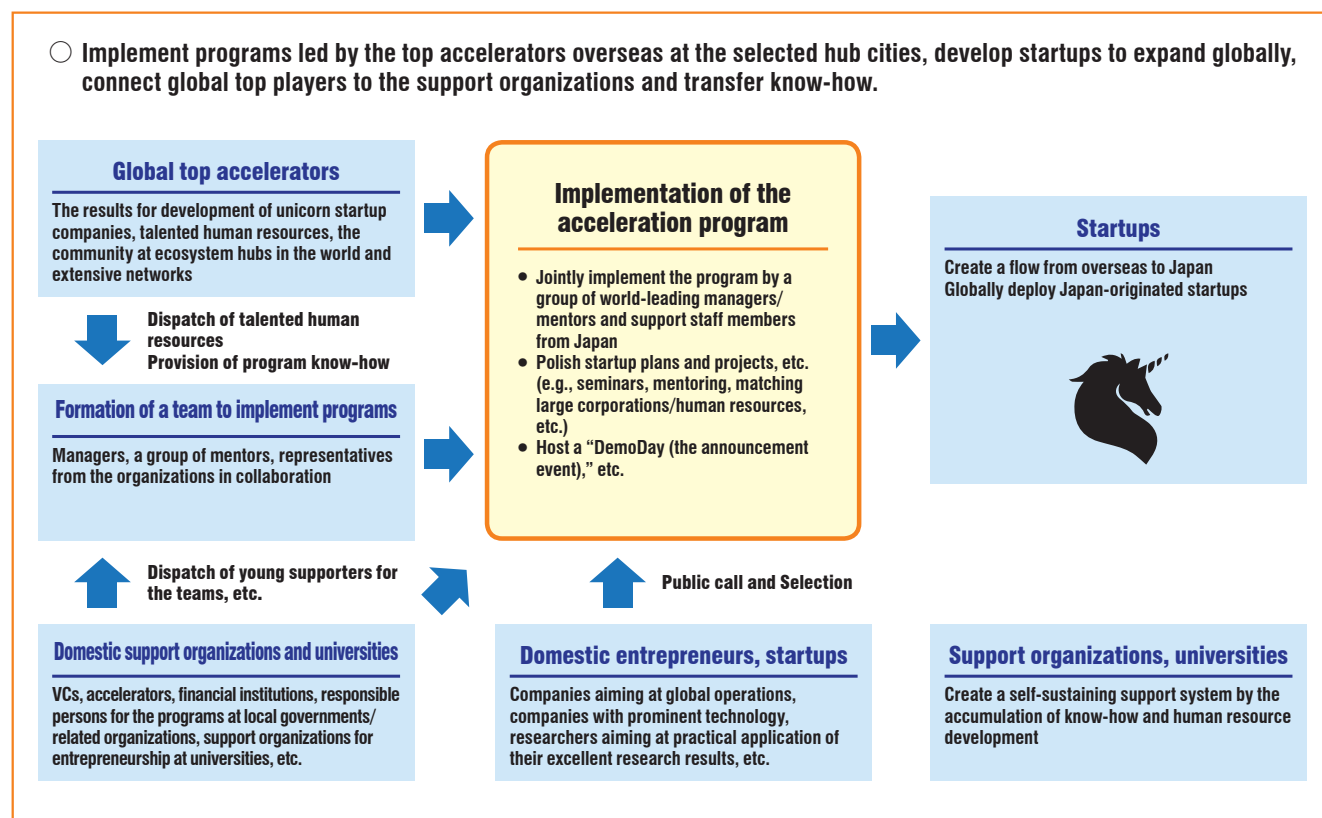 ○ Implement programs led by the top accelerators overseas at the selected hub cities, develop startups to expand globally,
connect global top players to the support organizations and transfer know-how.
Global top accelerators
The results for development of unicorn startup
companies, talented human resources, the
community at ecosystem hubs in the world and
extensive networks
Dispatch of talented human
resources
Provision of program know-how
Formation of a team to implement programs
Managers, a group of mentors, representatives
from the organizations in collaboration
Dispatch of young supporters for
the teams, etc.
Domestic support organizations and universities
VCs, accelerators, financial institutions, responsible
persons for the programs at local governments/
related organizations, support organizations for
entrepreneurship at universities, etc.
Implementation of the
acceleration program
● Jointly implement the program by a
group of world-leading managers/
mentors and support staff members
from Japan
● Polish startup plans and projects, etc.
(e.g., seminars, mentoring, matching
large corporations/human resources,
etc.)
● Host a “DemoDay (the announcement
event),” etc.
Public call and Selection
Domestic entrepreneurs, startups
Companies aiming at global operations,
companies with prominent technology,
researchers aiming at practical application of
their excellent research results, etc.
Startups
Create a flow from overseas to Japan
Globally deploy Japan-originated startups
Support organizations, universities
Create a self-sustaining support system by the
accumulation of know-how and human resource
development